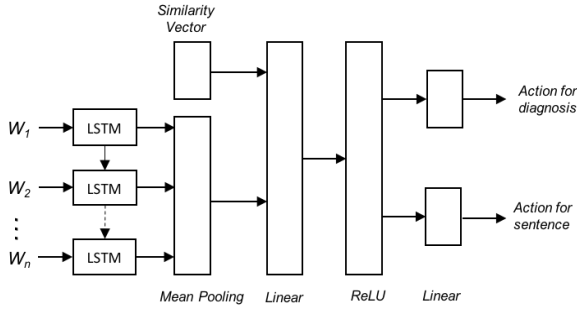 Similarity
Vector
W1
LSTM
W2
LSTM
⋮
Wn
LSTM
Action for
diagnosis
Action for
sentence
Mean Pooling
Linear
ReLU
Linear